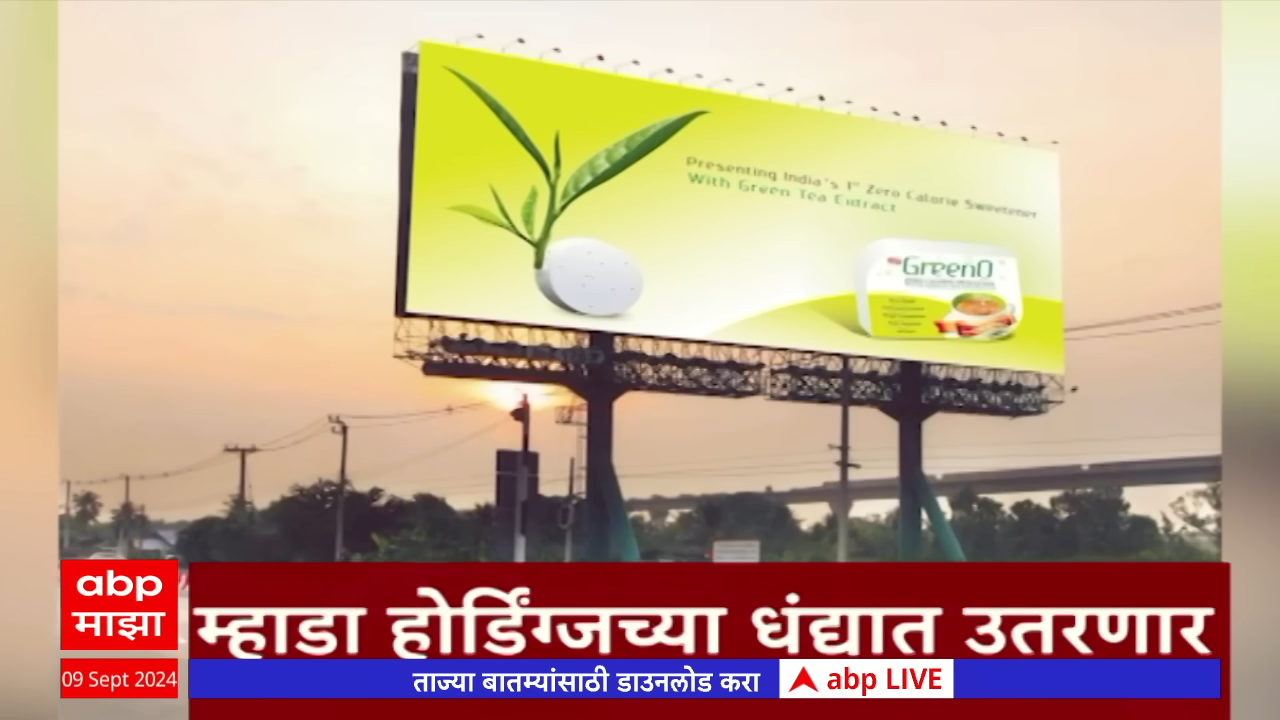 Presenting India's 1st Zero Calorie Sweetener
With Green Tea Extract
GreenO
abp
माझा
म्हाडा होर्डिंग्जच्या धंद्यात उतरणार
09 Sept 2024
ताज्या बातम्यांसाठी डाउनलोड करा abp LIVE